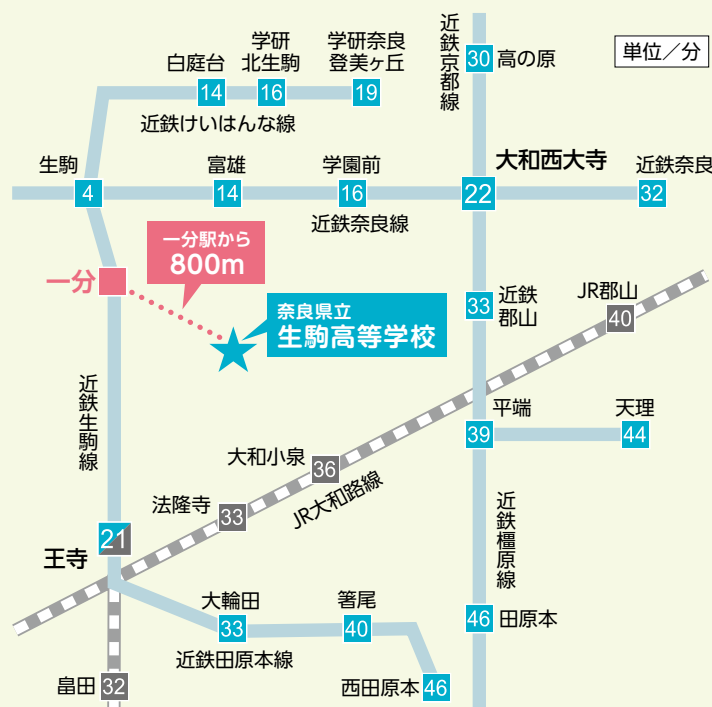 単位／分
近鉄京都線
30 高の原
白庭台
14
学研
北生駒
16
学研奈良
登美ヶ丘
19
近鉄けいはんな線
生駒
4
富雄
14
学園前
16
大和西大寺
22
近鉄奈良
32
近鉄奈良線
一分駅から
800m
一分
奈良県立
生駒高等学校
33 近鉄
郡山
JR郡山
40
近鉄生駒線
平端
39
天理
44
大和小泉
36
法隆寺
33
JR大和路線
近鉄橿原線
21
王寺
大輪田
33
箸尾
40
46 田原本
近鉄田原本線
畠田 32
西田原本 46